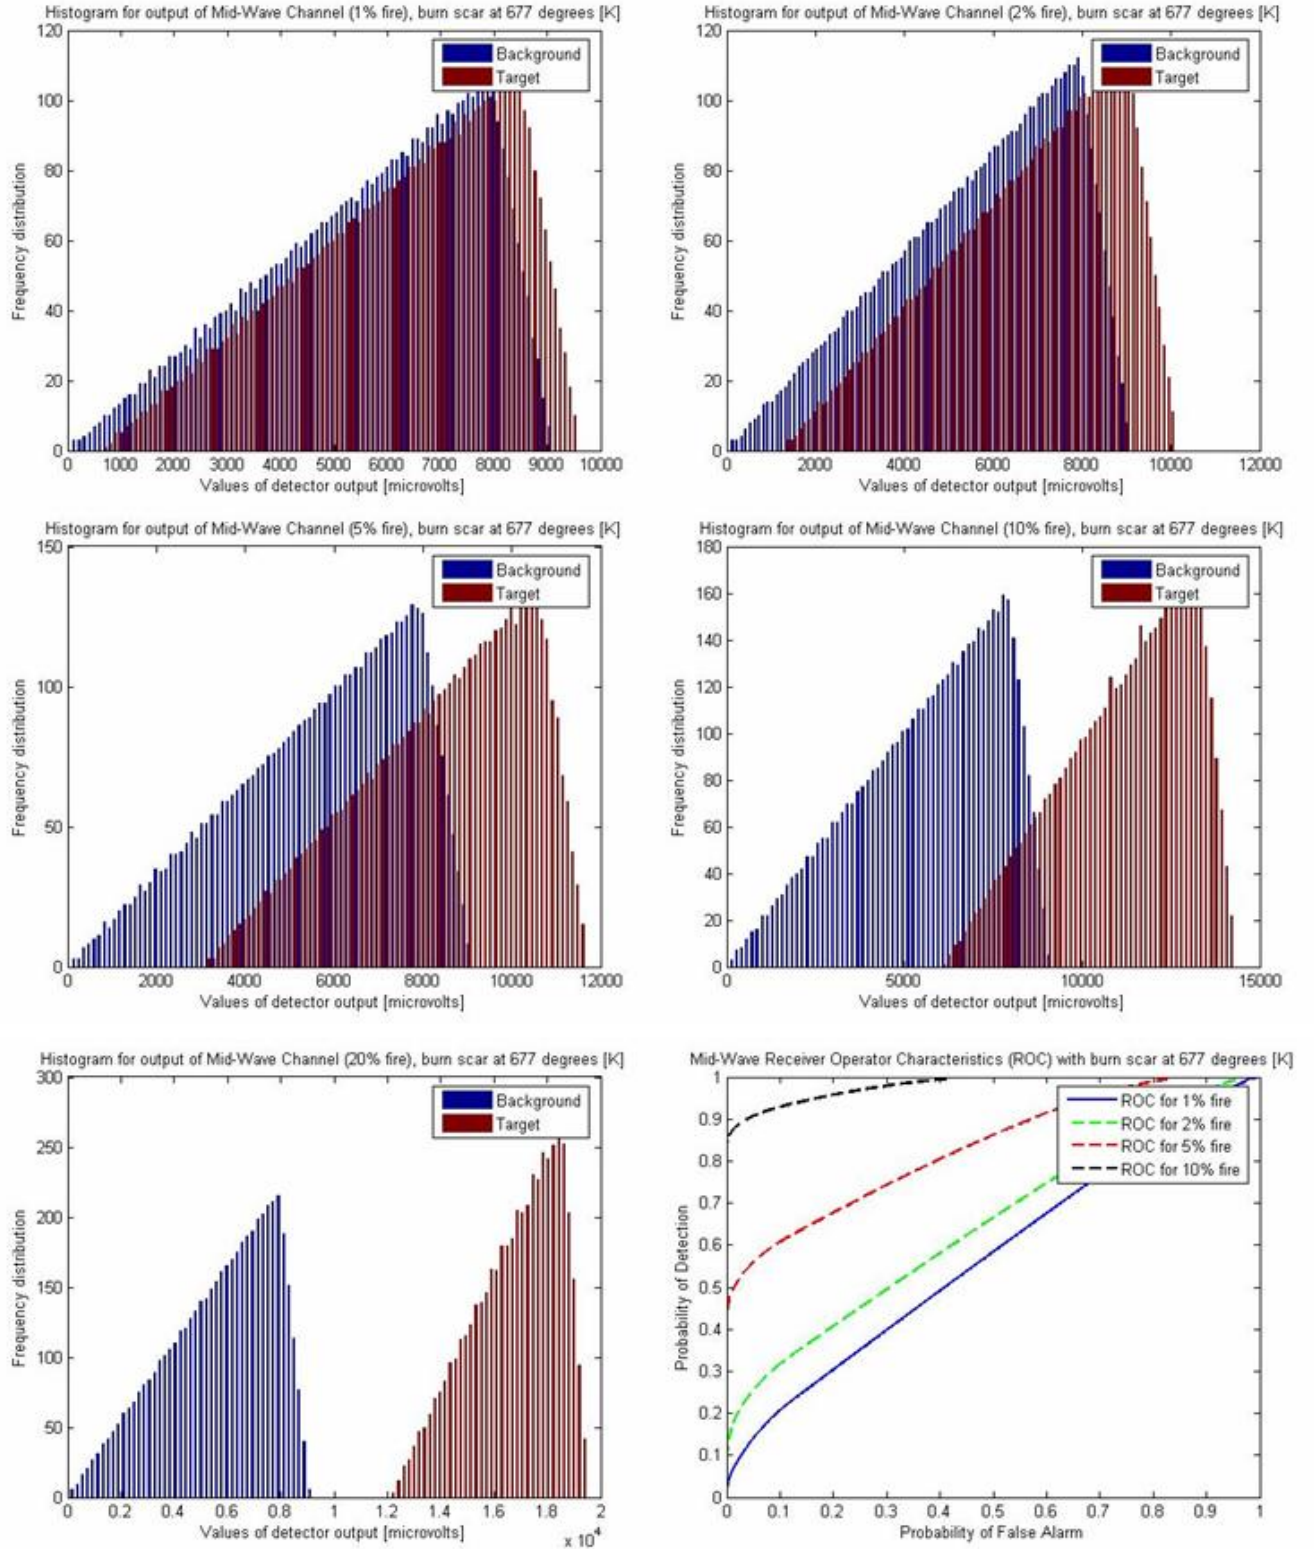 Histogram for output of Mid-Wave Channel (1% fire), burn scar at 677 degrees [K]
120
100
80
60
40
20
0
Frequency distribution
Background
Target
0 1000 2000 3000 4000 5000 6000 7000 8000 9000 10000
Values of detector output [microvolts]
Histogram for output of Mid-Wave Channel (2% fire), burn scar at 677 degrees [K]
120
100
80
60
40
20
0
Frequency distribution
Background
Target
0 2000 4000 6000 8000 10000 12000
Values of detector output [microvolts]
Histogram for output of Mid-Wave Channel (5% fire), burn scar at 677 degrees [K]
150
100
50
0
Frequency distribution
Background
Target
0 2000 4000 6000 8000 10000 12000
Values of detector output [microvolts]
Histogram for output of Mid-Wave Channel (10% fire), burn scar at 677 degrees [K]
180
160
140
120
100
80
60
40
20
0
Frequency distribution
Background
Target
0 5000 10000 15000
Values of detector output [microvolts]
Histogram for output of Mid-Wave Channel (20% fire), burn scar at 677 degrees [K]
300
250
200
150
100
50
0
Frequency distribution
Background
Target
0 0.2 0.4 0.6 0.8 1 1.2 1.4 1.6 1.8 2
Values of detector output [microvolts]
x 10^4
Mid-Wave Receiver Operator Characteristics (ROC) with burn scar at 677 degrees [K]
1
0.9
0.8
0.7
0.6
0.5
0.4
0.3
0.2
0.1
0
Probability of Detection
ROC for 1% fire
ROC for 2% fire
ROC for 5% fire
ROC for 10% fire
0 0.1 0.2 0.3 0.4 0.5 0.6 0.7 0.8 0.9 1
Probability of False Alarm